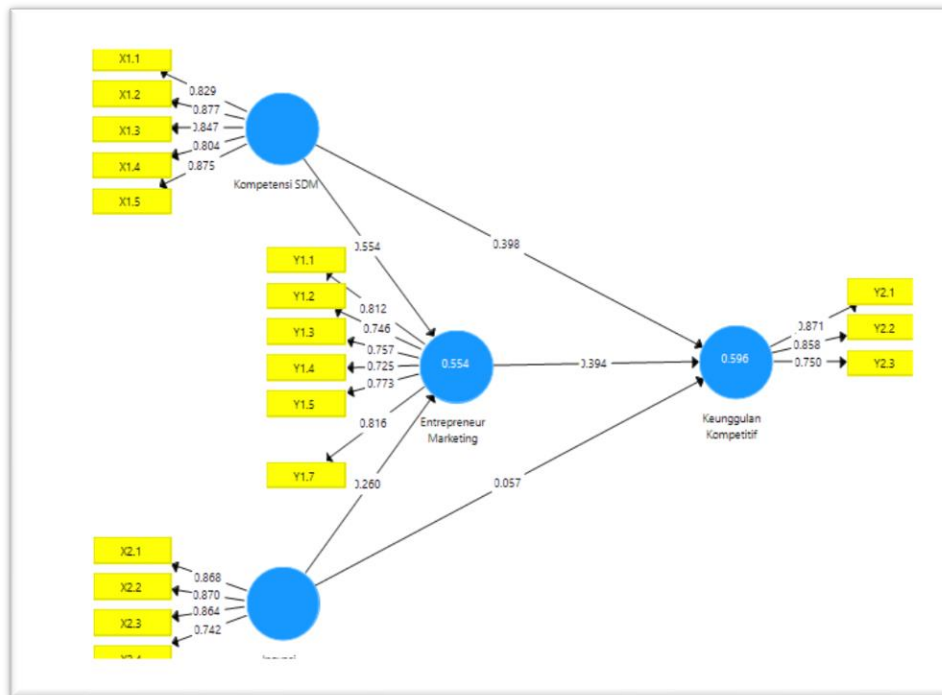 X1.1
0.829
X1.2
0.877
X1.3
0.847
X1.4
0.804
X1.5
0.875
Kompetensi SDM
0.554
0.398
Y1.1
0.812
Y1.2
0.746
Y1.3
0.757
Y1.4
0.725
Y1.5
0.773
0.816
Y1.7
0.554
Entrepreneur
Marketing
0.394
0.596
Keunggulan
Kompetitif
Y2.1
0.871
Y2.2
0.858
Y2.3
0.750
0.260
0.057
X2.1
0.868
X2.2
0.870
X2.3
0.864
0.742